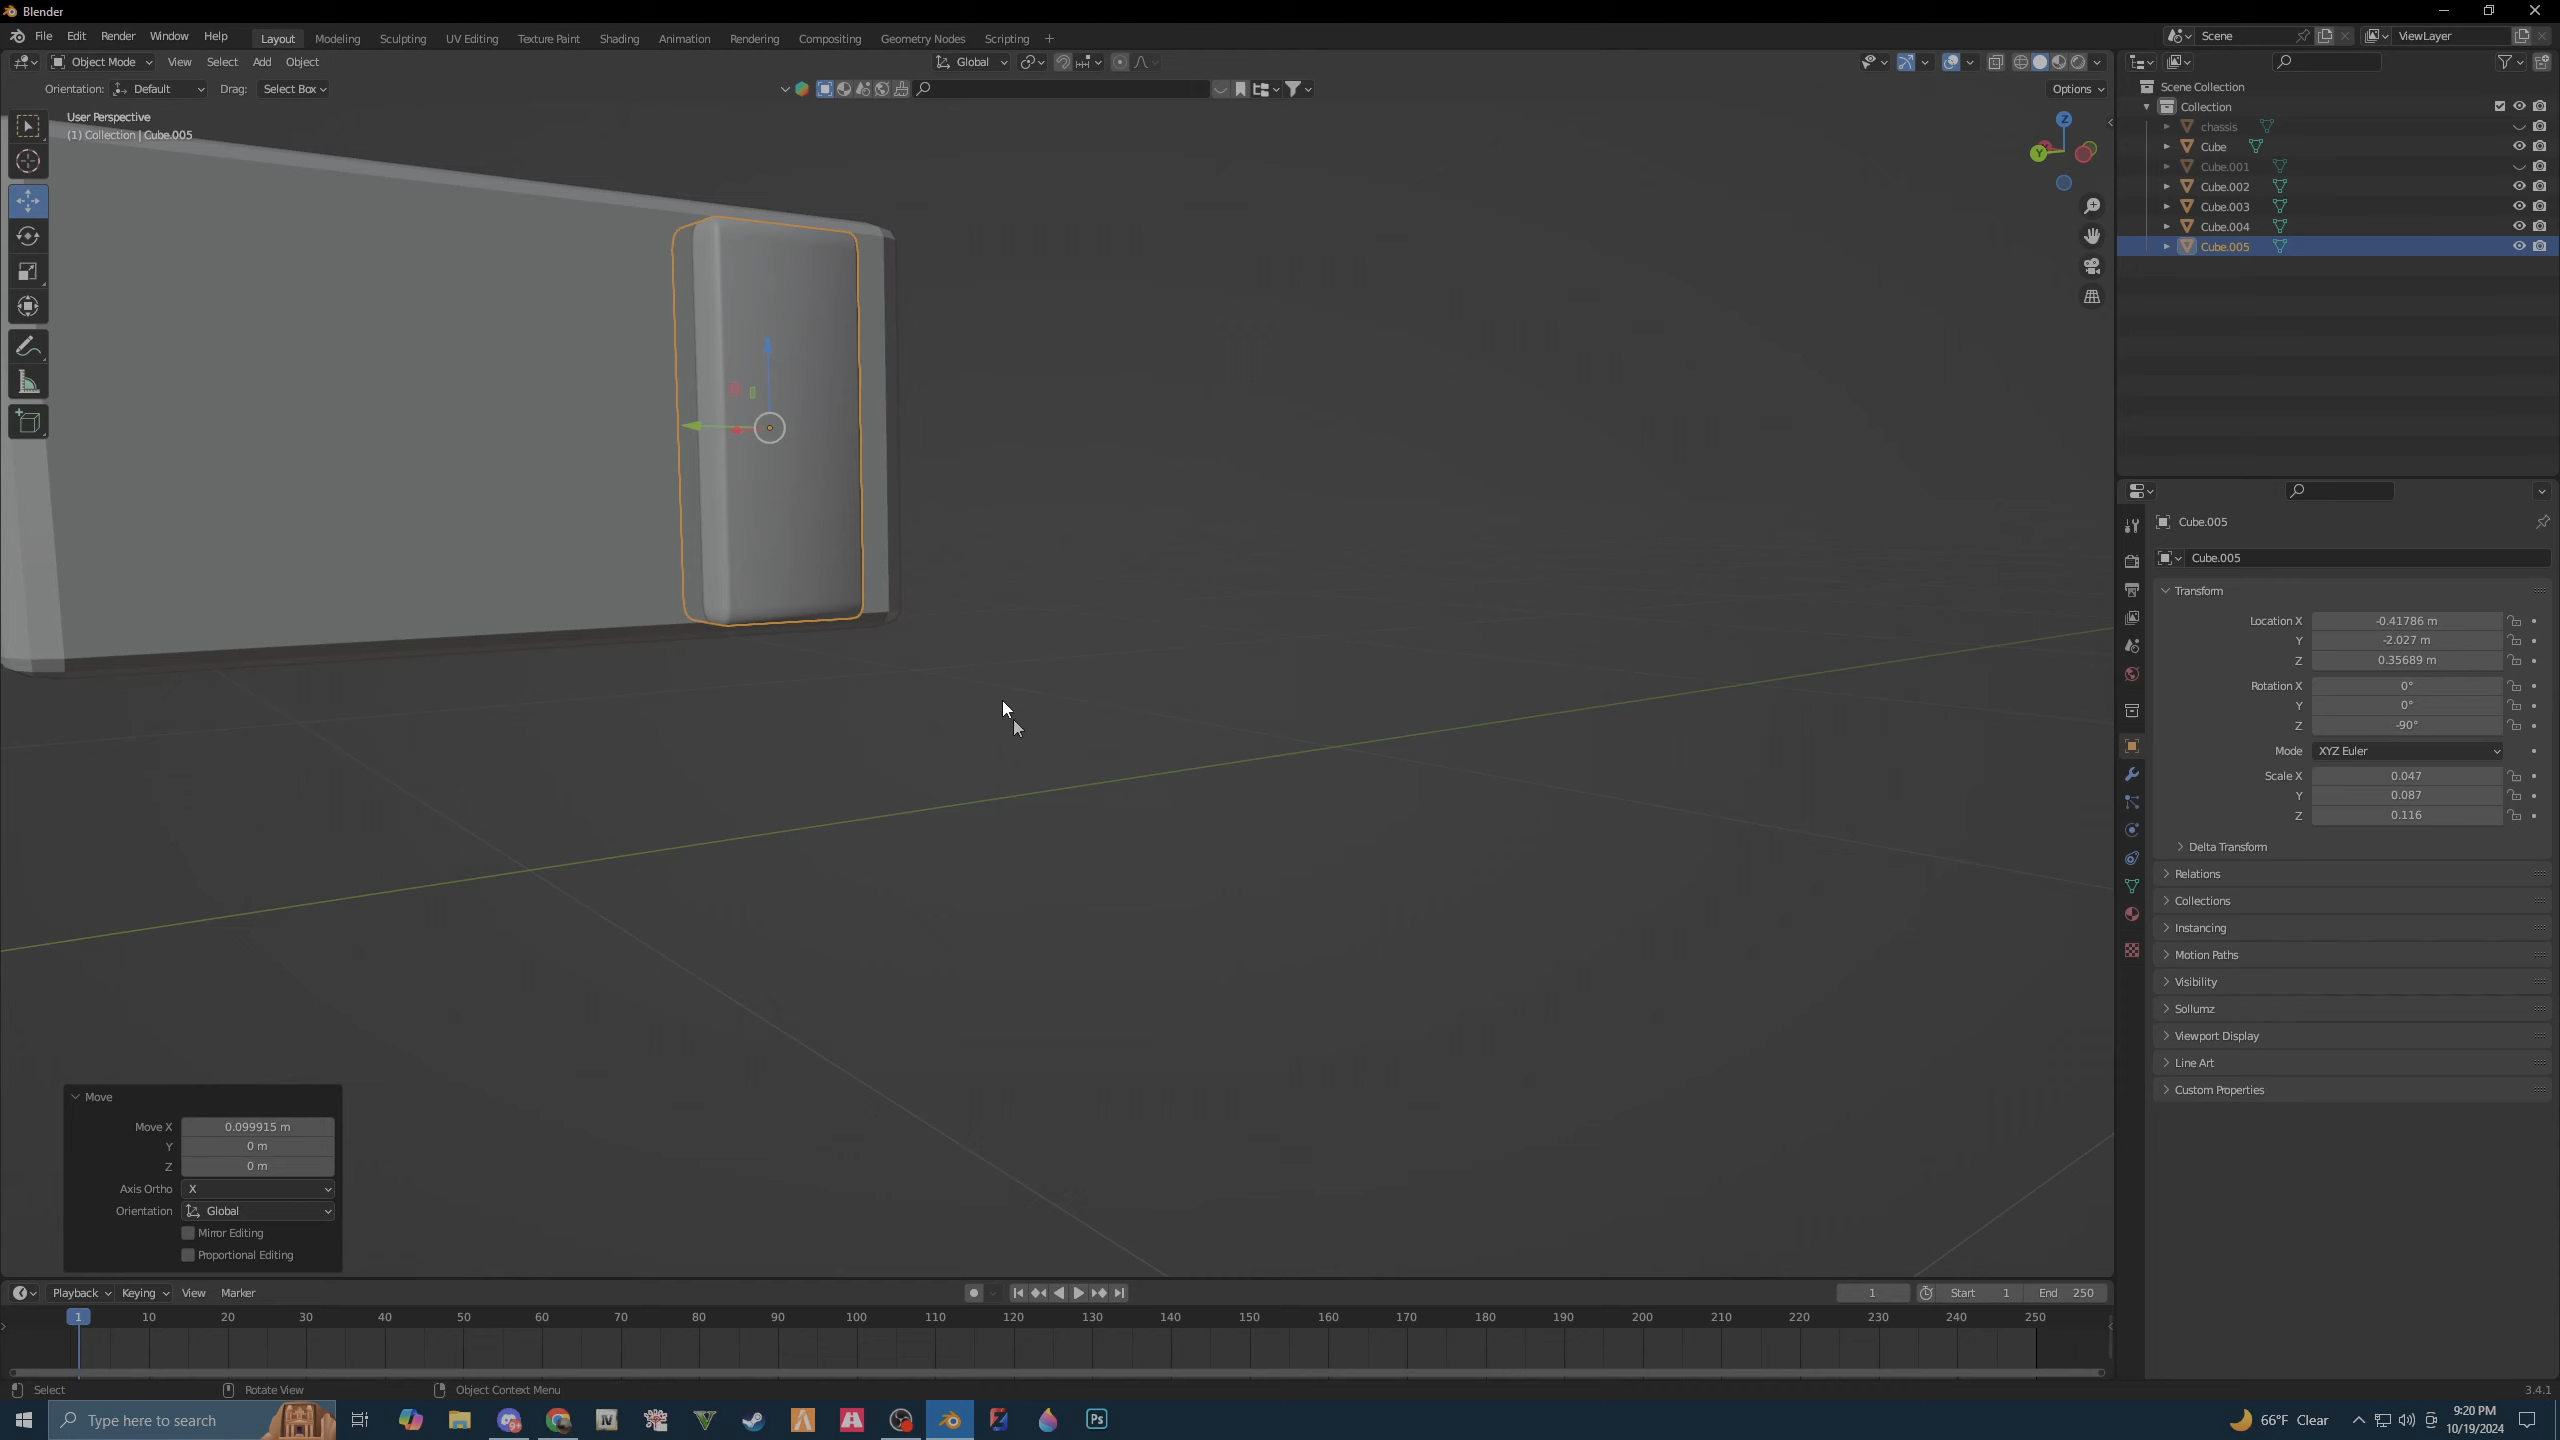 Blender
File Edit Render Window Help Layout Modeling Sculpting UV Editing Texture Paint Shading Animation Rendering Compositing Geometry Nodes Scripting +
Scene
ViewLayer
Object Mode View Select Add Object
Global
Orientation: Default Drag: Select Box
Options
User Perspective
(1) Collection | Cube.005
Z
Y
Scene Collection
Collection
chassis
Cube
Cube.001
Cube.002
Cube.003
Cube.004
Cube.005
Cube.005
Cube.005
Transform
Location X -0.41786 m
Y -2.027 m
Z 0.35689 m
Rotation X 0°
Y 0°
Z -90°
Mode XYZ Euler
Scale X 0.047
Y 0.087
Z 0.116
Delta Transform
Relations
Collections
Instancing
Motion Paths
Visibility
Sollumz
Viewport Display
Line Art
Custom Properties
Move
Move X 0.099915 m
Y 0 m
Z 0 m
Axis Ortho X
Orientation Global
Mirror Editing
Proportional Editing
Playback Keying View Marker
1 Start 1 End 250
1 10 20 30 40 50 60 70 80 90 100 110 120 130 140 150 160 170 180 190 200 210 220 230 240 250
Select Rotate View Object Context Menu
3.4.1
Type here to search
Ps
66°F Clear
9:20 PM
10/19/2024